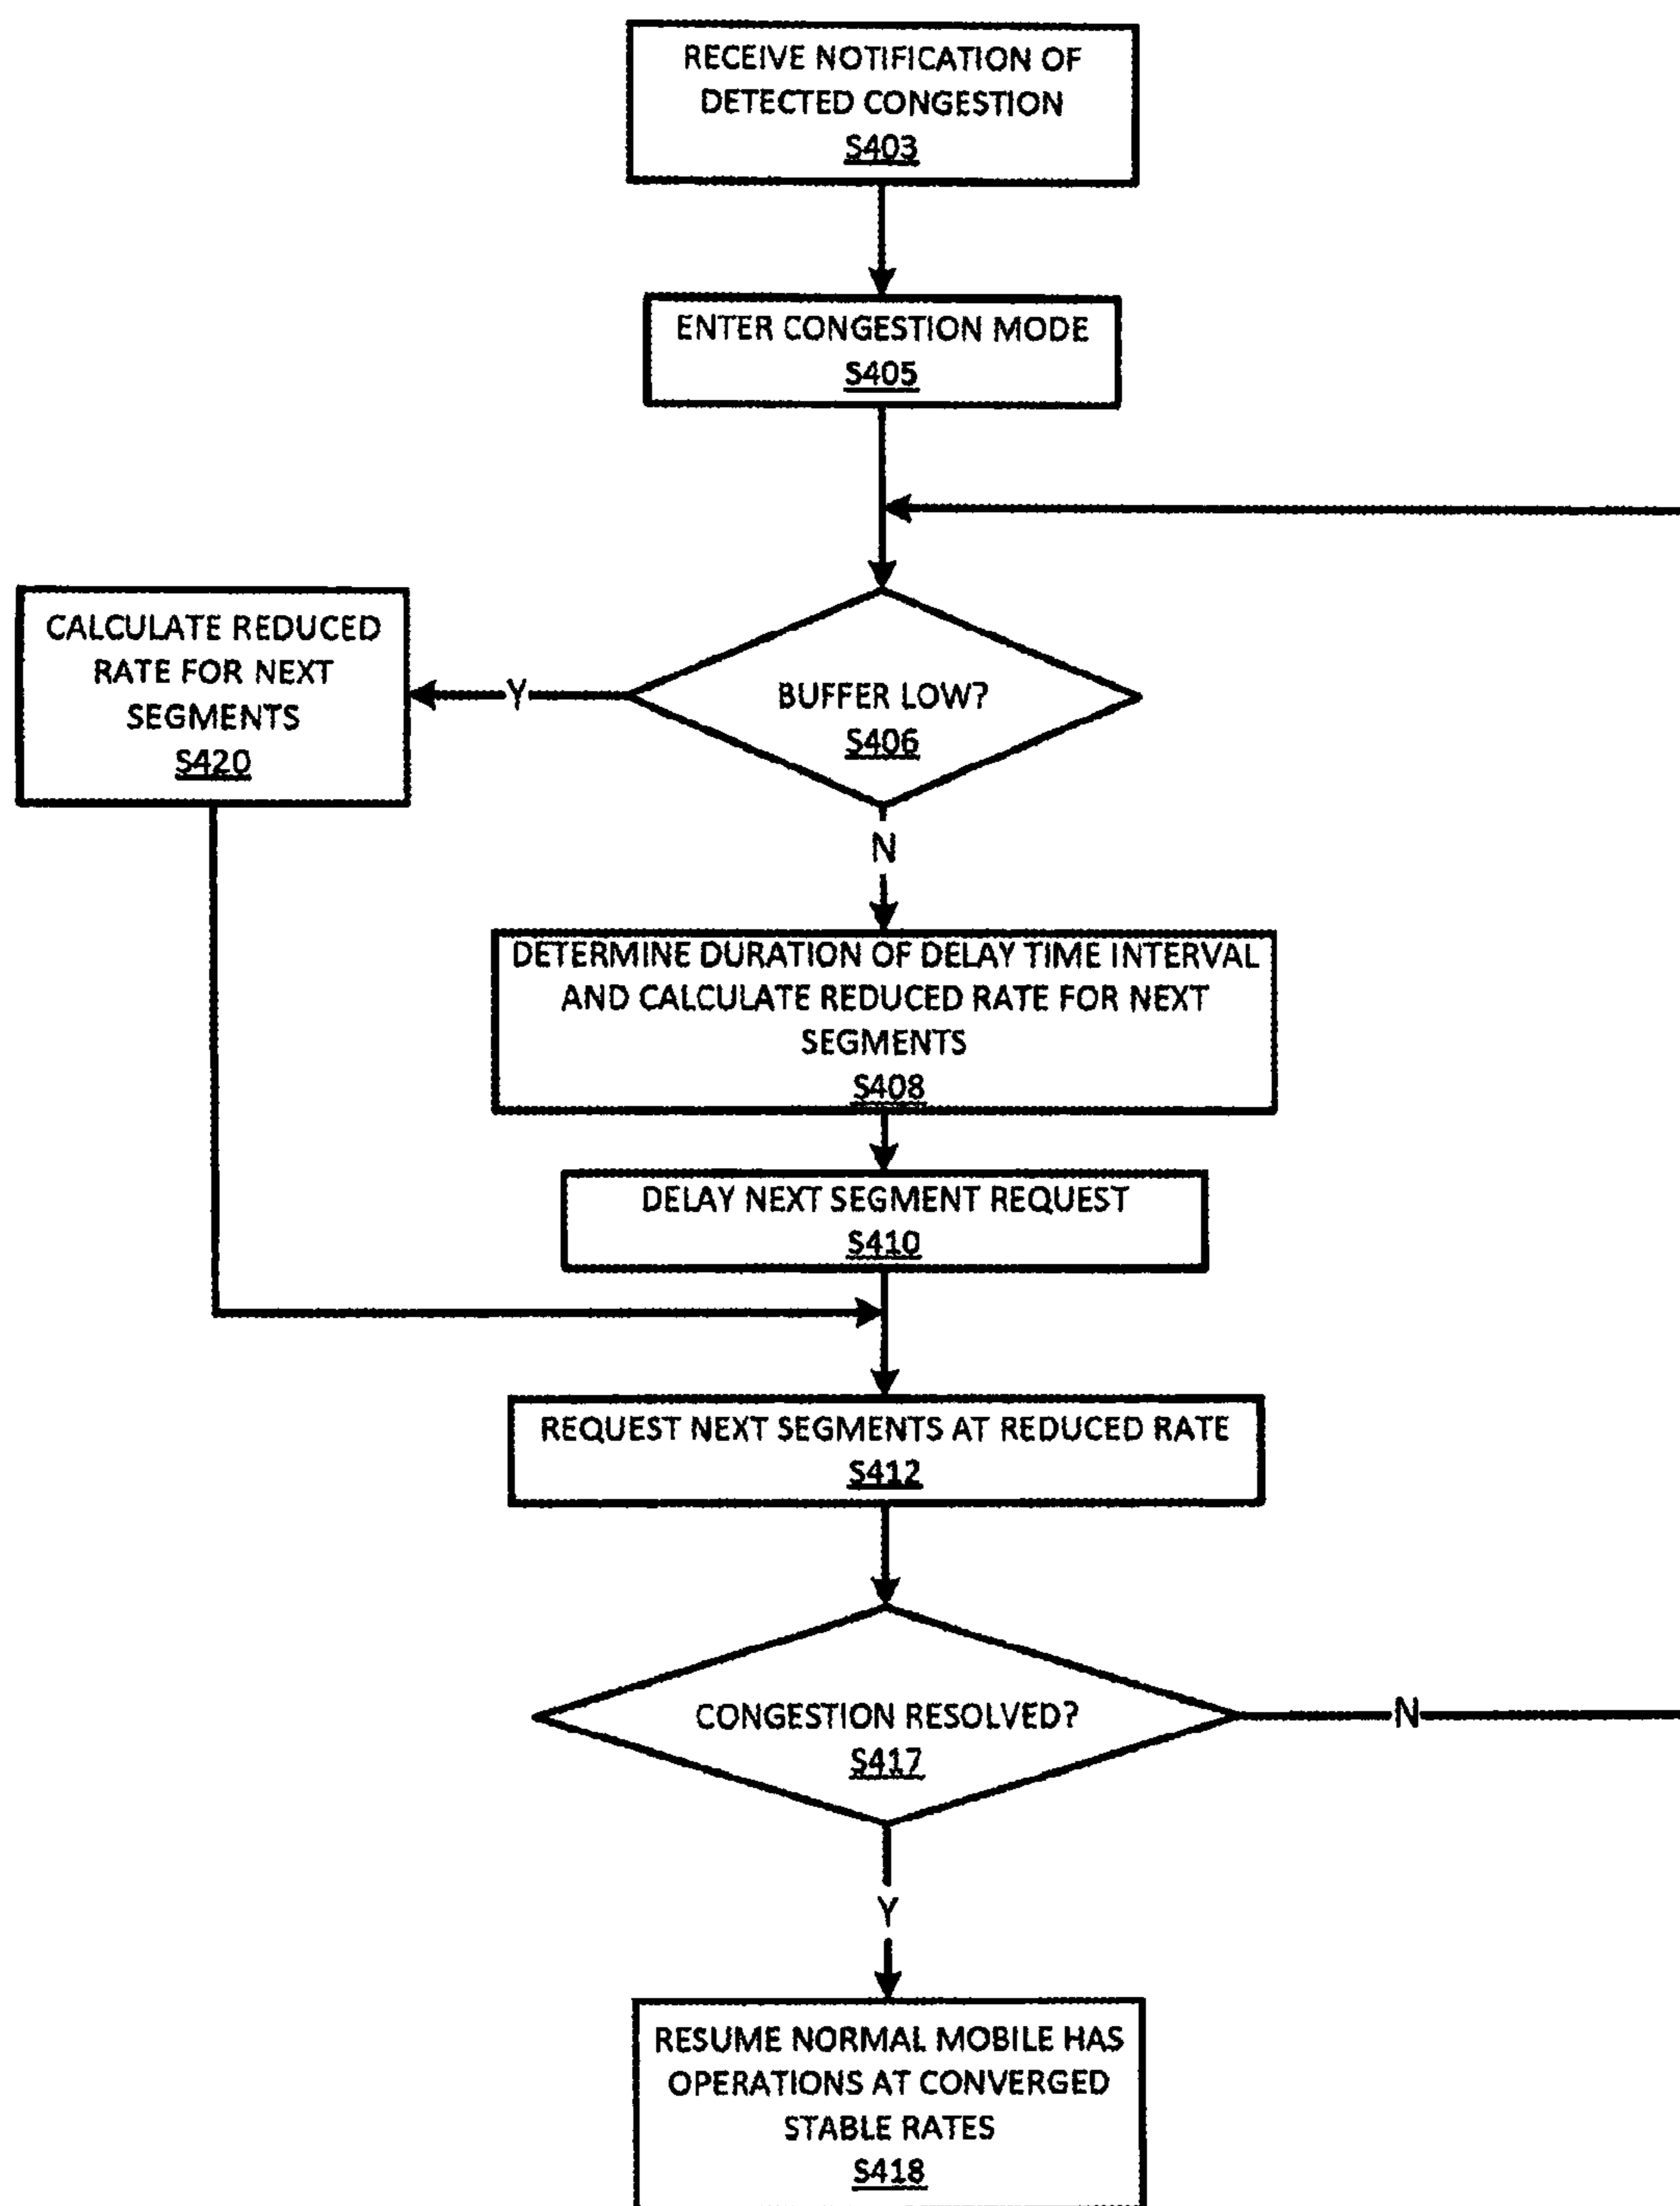 RECEIVE NOTIFICATION OF
DETECTED CONGESTION
S403
ENTER CONGESTION MODE
S405
CALCULATE REDUCED
RATE FOR NEXT
SEGMENTS
S420
Y
BUFFER LOW?
S406
N
DETERMINE DURATION OF DELAY TIME INTERVAL
AND CALCULATE REDUCED RATE FOR NEXT
SEGMENTS
S408
DELAY NEXT SEGMENT REQUEST
S410
REQUEST NEXT SEGMENTS AT REDUCED RATE
S412
CONGESTION RESOLVED?
S417
N
Y
RESUME NORMAL MOBILE HAS
OPERATIONS AT CONVERGED
STABLE RATES
S418